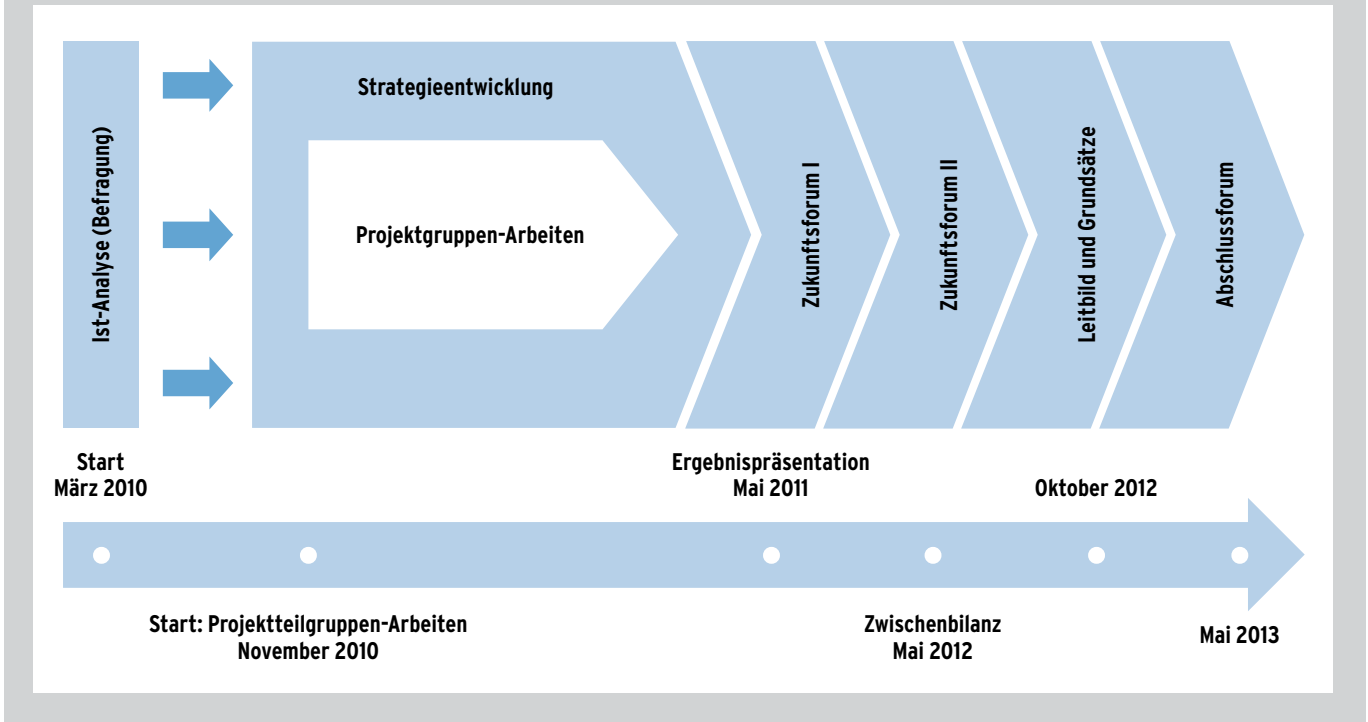 Ist-Analyse (Befragung)
Strategieentwicklung
Projektgruppen-Arbeiten
Zukunftsforum I
Zukunftsforum II
Leitbild und Grundsätze
Abschlussforum
Start
März 2010
Ergebnispräsentation
Mai 2011
Oktober 2012
Start: Projektteilgruppen-Arbeiten
November 2010
Zwischenbilanz
Mai 2012
Mai 2013